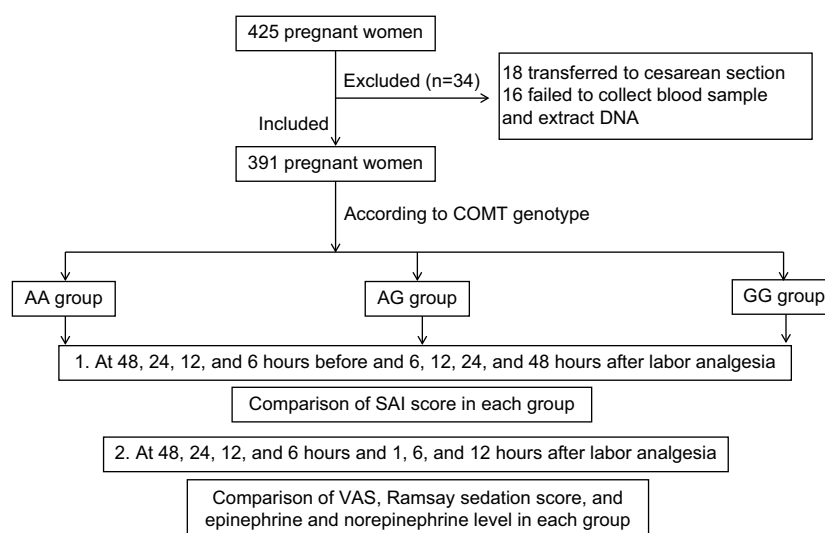 425 pregnant women
Excluded (n=34)
18 transferred to cesarean section
16 failed to collect blood sample
and extract DNA
Included
391 pregnant women
According to COMT genotype
AA group
AG group
GG group
1. At 48, 24, 12, and 6 hours before and 6, 12, 24, and 48 hours after labor analgesia
Comparison of SAI score in each group
2. At 48, 24, 12, and 6 hours and 1, 6, and 12 hours after labor analgesia
Comparison of VAS, Ramsay sedation score, and
epinephrine and norepinephrine level in each group